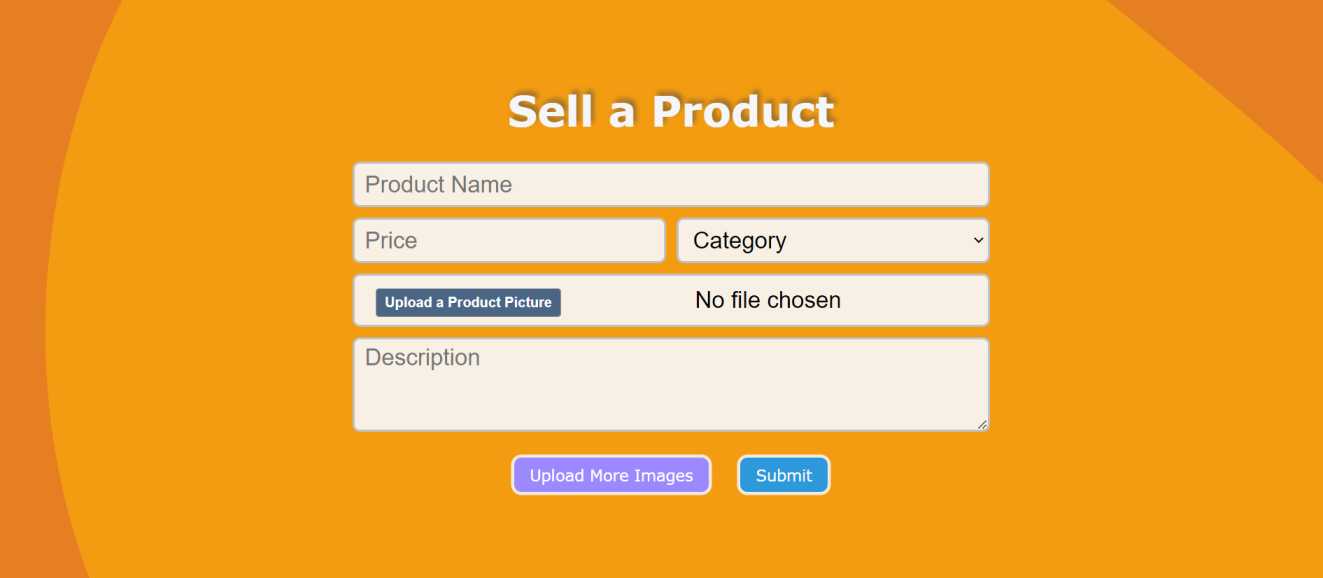 Sell a Product
Product Name
Price
Category
Upload a Product Picture
No file chosen
Description
Upload More Images
Submit